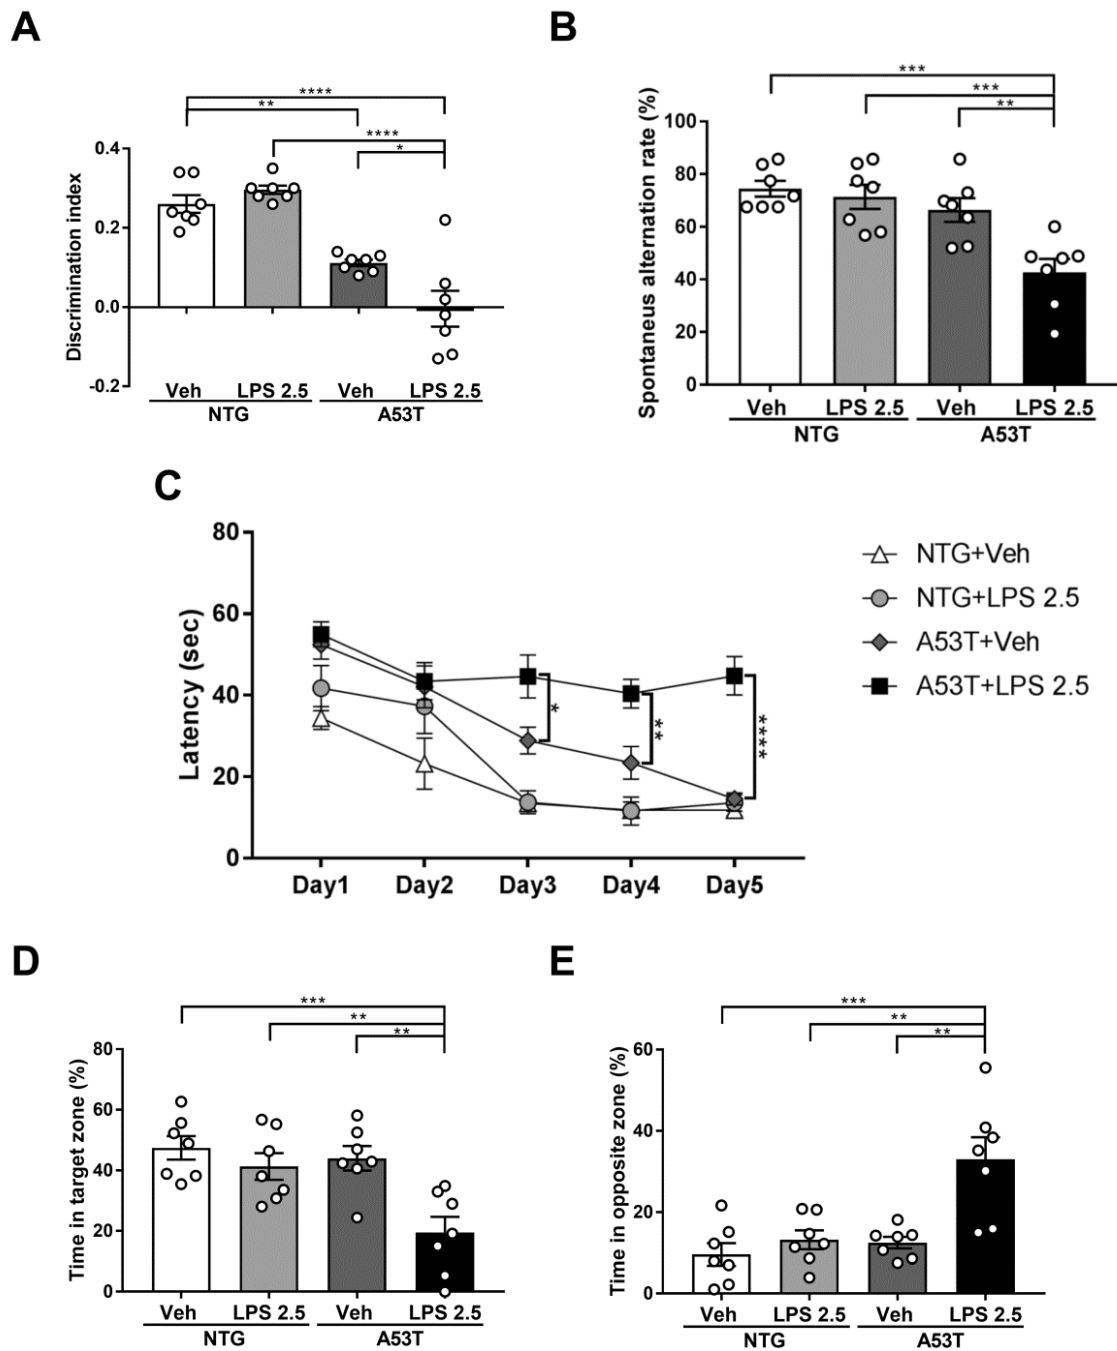 A
Discrimination index
0.4
0.2
0.0
-0.2
****
**
****
*
Veh LPS 2.5 Veh LPS 2.5
NTG A53T
B
Spontaneus alternation rate (%)
100
80
60
40
20
0
***
***
**
Veh LPS 2.5 Veh LPS 2.5
NTG A53T
C
Latency (sec)
80
60
40
20
0
*
**
****
Day1 Day2 Day3 Day4 Day5
NTG+Veh
NTG+LPS 2.5
A53T+Veh
A53T+LPS 2.5
D
Time in target zone (%)
80
60
40
20
0
***
**
**
Veh LPS 2.5 Veh LPS 2.5
NTG A53T
E
Time in opposite zone (%)
60
40
20
0
***
**
**
Veh LPS 2.5 Veh LPS 2.5
NTG A53T